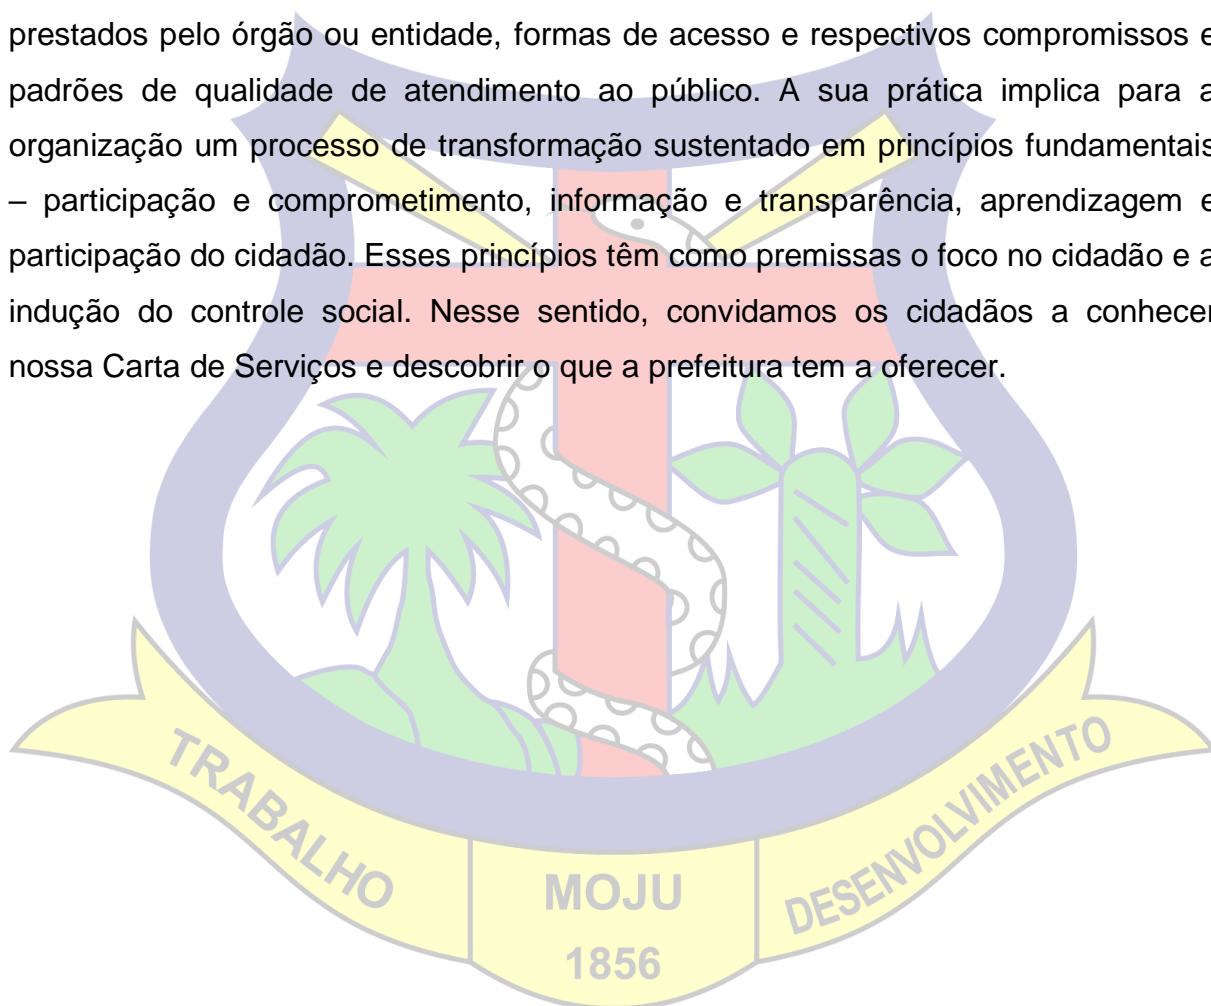 prestados pelo órgão ou entidade, formas de acesso e respectivos compromissos e
padrões de qualidade de atendimento ao público. A sua prática implica para a
organização um processo de transformação sustentado em princípios fundamentais
– participação e comprometimento, informação e transparência, aprendizagem e
participação do cidadão. Esses princípios têm como premissas o foco no cidadão e a
indução do controle social. Nesse sentido, convidamos os cidadãos a conhecer
nossa Carta de Serviços e descobrir o que a prefeitura tem a oferecer.
TRABALHO
MOJU
1856
DESENVOLVIMENTO